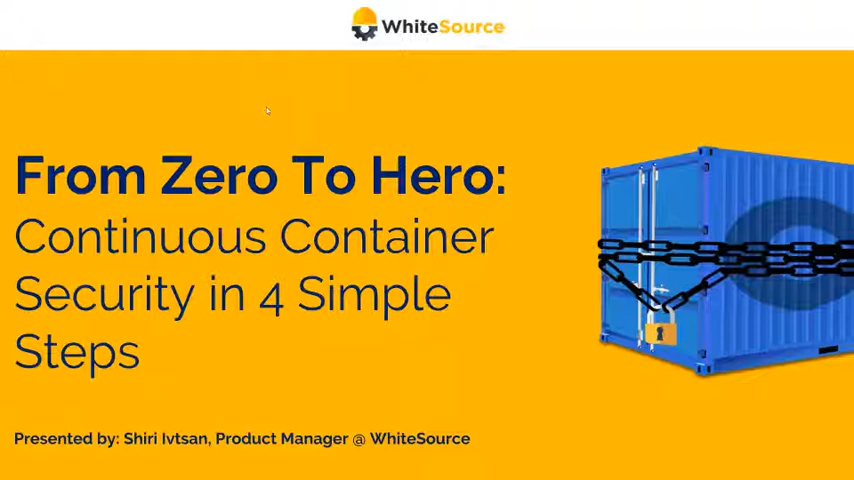 WhiteSource
From Zero To Hero:
Continuous Container
Security in 4 Simple
Steps
Presented by: Shiri Ivtsan, Product Manager @ WhiteSource